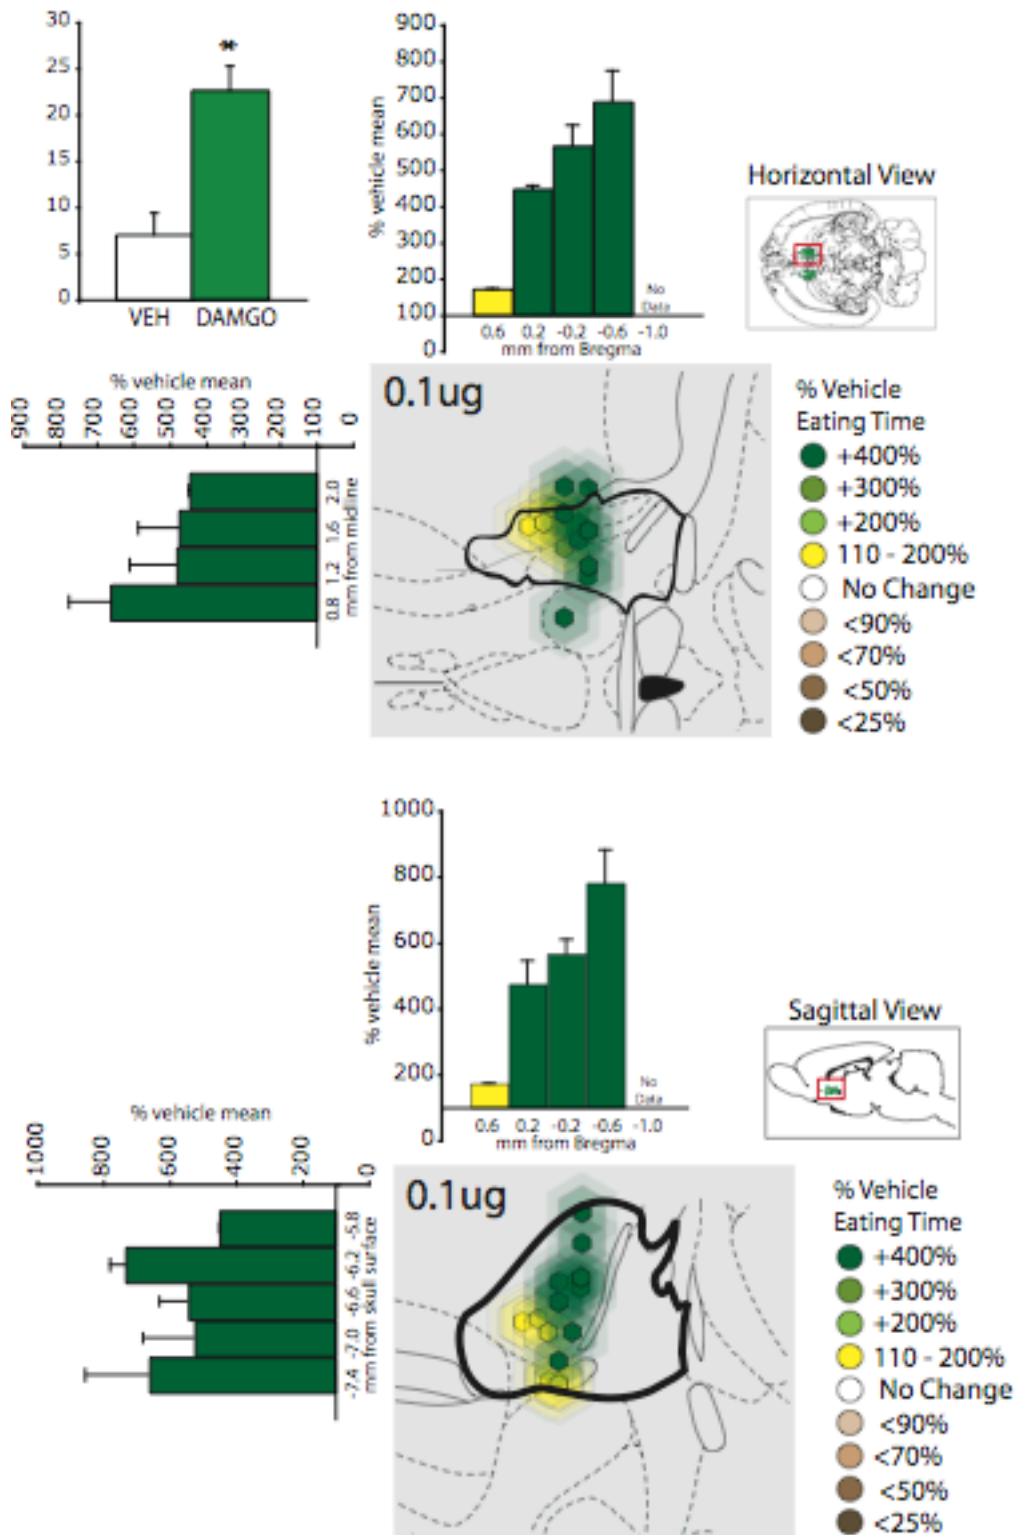 30
25
20
15
10
5
0
VEH DAMGO
*
% vehicle mean
900
800
700
600
500
400
300
200
100
0
No
Data
0.6 0.2 -0.2 -0.6 -1.0
mm from Bregma
Horizontal View
% vehicle mean
900 800 700 600 500 400 300 200 100 0
2.0
1.6
1.2
0.8
mm from midline
0.1ug
% Vehicle
Eating Time
+400%
+300%
+200%
110 - 200%
No Change
<90%
<70%
<50%
<25%
% vehicle mean
1000
800
600
400
200
0
No
Data
0.6 0.2 -0.2 -0.6 -1.0
mm from Bregma
Sagittal View
% vehicle mean
1000 800 600 400 200 0
-5.8
-6.2
-6.6
-7.0
-7.4
mm from skull surface
0.1ug
% Vehicle
Eating Time
+400%
+300%
+200%
110 - 200%
No Change
<90%
<70%
<50%
<25%